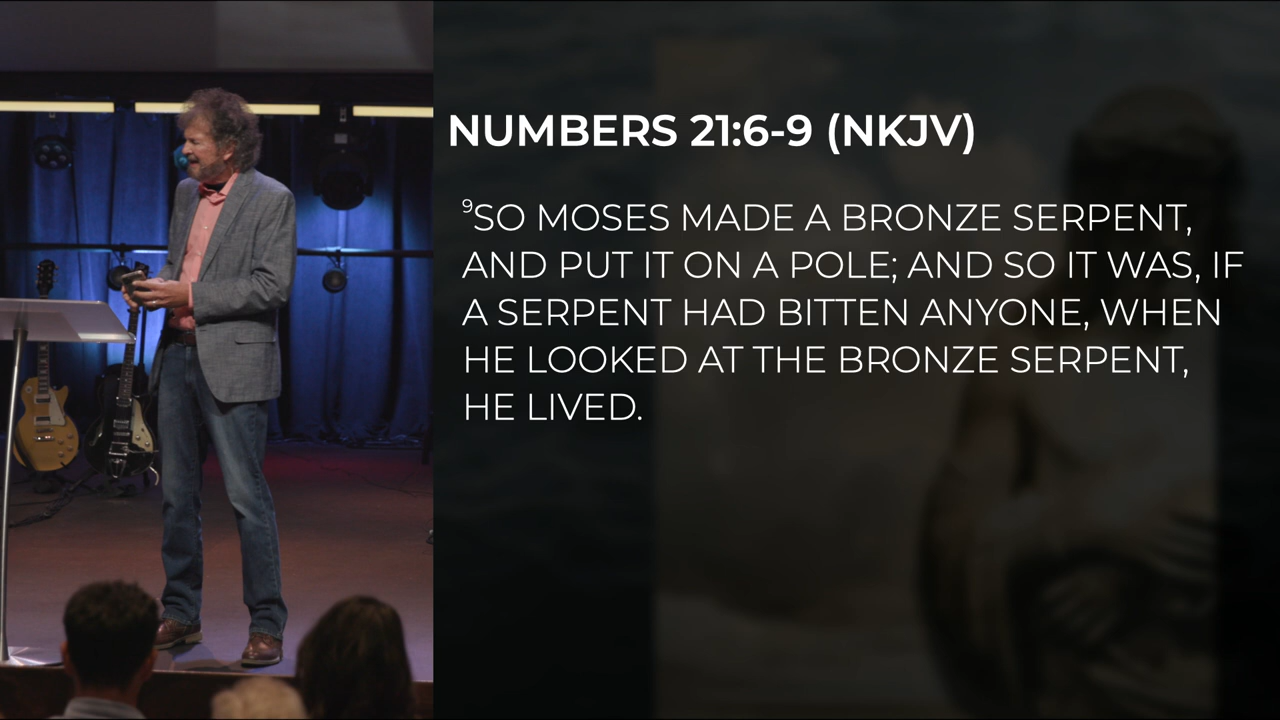 NUMBERS 21:6-9 (NKJV)
⁹SO MOSES MADE A BRONZE SERPENT,
AND PUT IT ON A POLE; AND SO IT WAS, IF
A SERPENT HAD BITTEN ANYONE, WHEN
HE LOOKED AT THE BRONZE SERPENT,
HE LIVED.